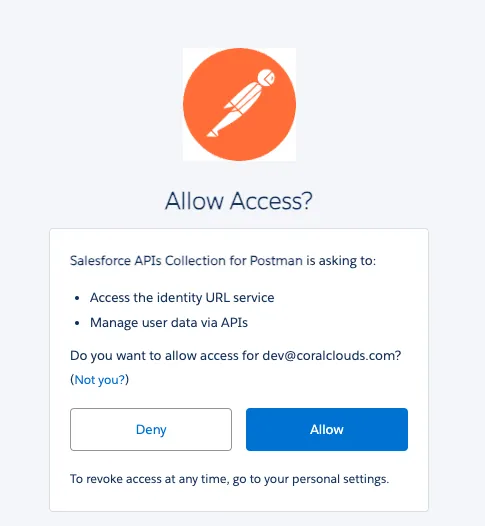 Allow Access?
Salesforce APIs Collection for Postman is asking to:
• Access the identity URL service
• Manage user data via APIs
Do you want to allow access for dev@coralclouds.com?
(Not you?)
Deny
Allow
To revoke access at any time, go to your personal settings.